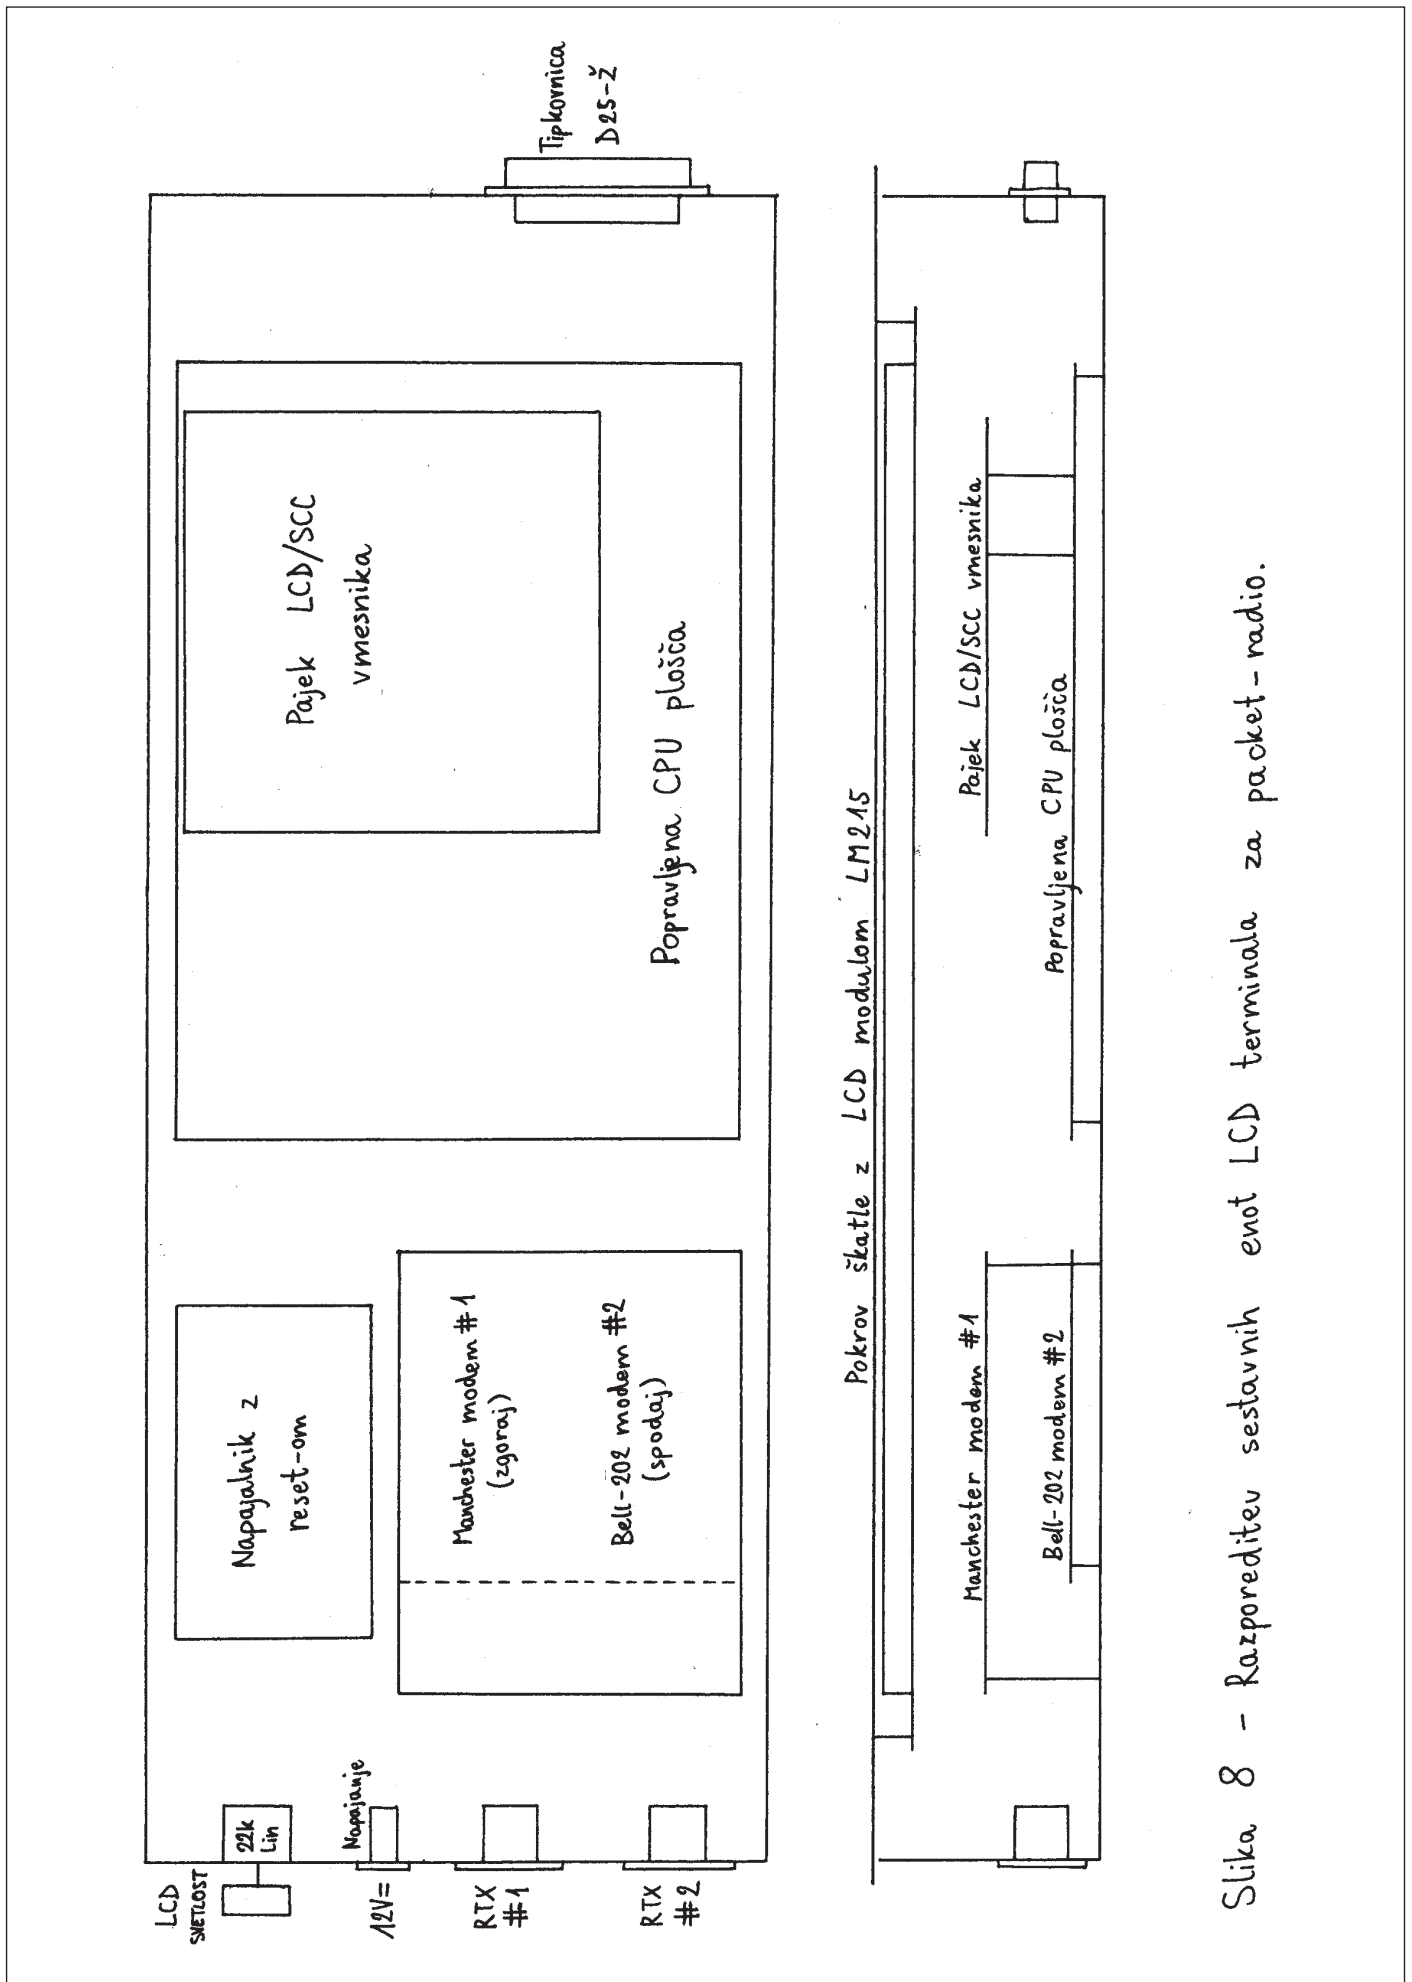 LCD
SVETLOST
22k
Lin
12V=
Napajanje
RTX
#1
RTX
#2
Napajalnik z
reset-om
Manchester modem #1
(zgoraj)
Bell-202 modem #2
(spodaj)
Pajek LCD/SCC
vmesnika
Popravljena CPU plošča
Tipkovnica
D25-Ž
Pokrov škatle z LCD modulom LM215
Manchester modem #1
Bell-202 modem #2
Pajek LCD/SCC vmesnika
Popravljena CPU plošča
Slika 8 - Razporeditev sestavnih enot LCD terminala za packet-radio.